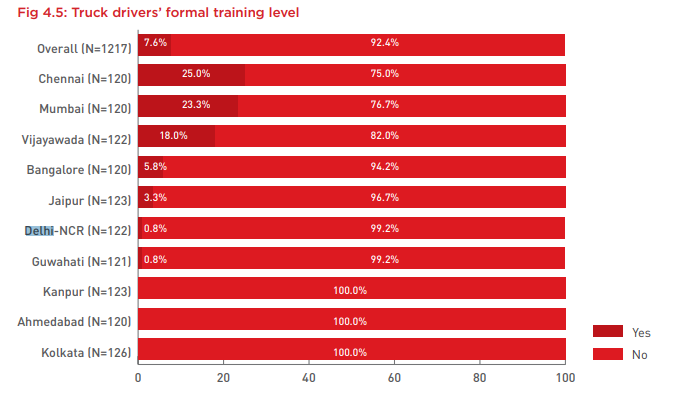 Fig 4.5: Truck drivers’ formal training level
Overall (N=1217) 7.6% 92.4%
Chennai (N=120) 25.0% 75.0%
Mumbai (N=120) 23.3% 76.7%
Vijayawada (N=122) 18.0% 82.0%
Bangalore (N=120) 5.8% 94.2%
Jaipur (N=123) 3.3% 96.7%
Delhi-NCR (N=122) 0.8% 99.2%
Guwahati (N=121) 0.8% 99.2%
Kanpur (N=123) 100.0%
Ahmedabad (N=120) 100.0%
Kolkata (N=126) 100.0%
0 20 40 60 80 100
Yes
No